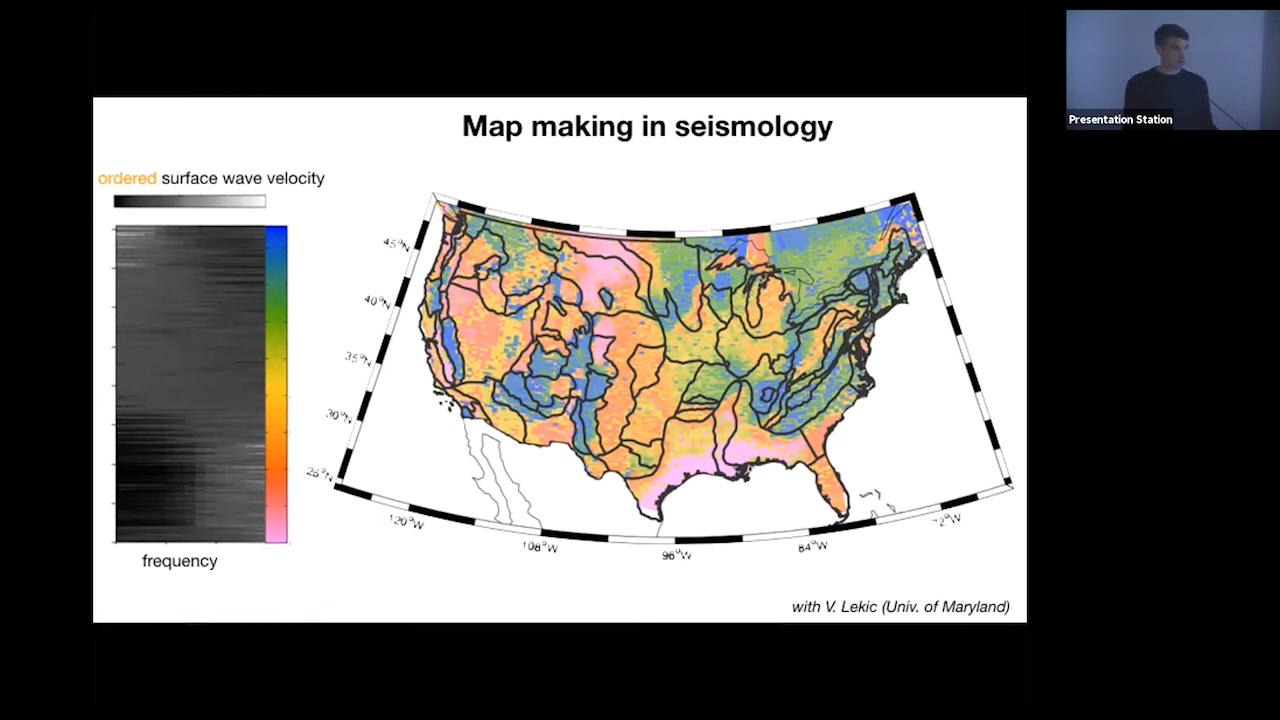 Map making in seismology
Presentation Station
ordered surface wave velocity
45°N
40°N
35°N
30°N
25°N
120°W
108°W
96°W
84°W
72°W
frequency
with V. Lekic (Univ. of Maryland)